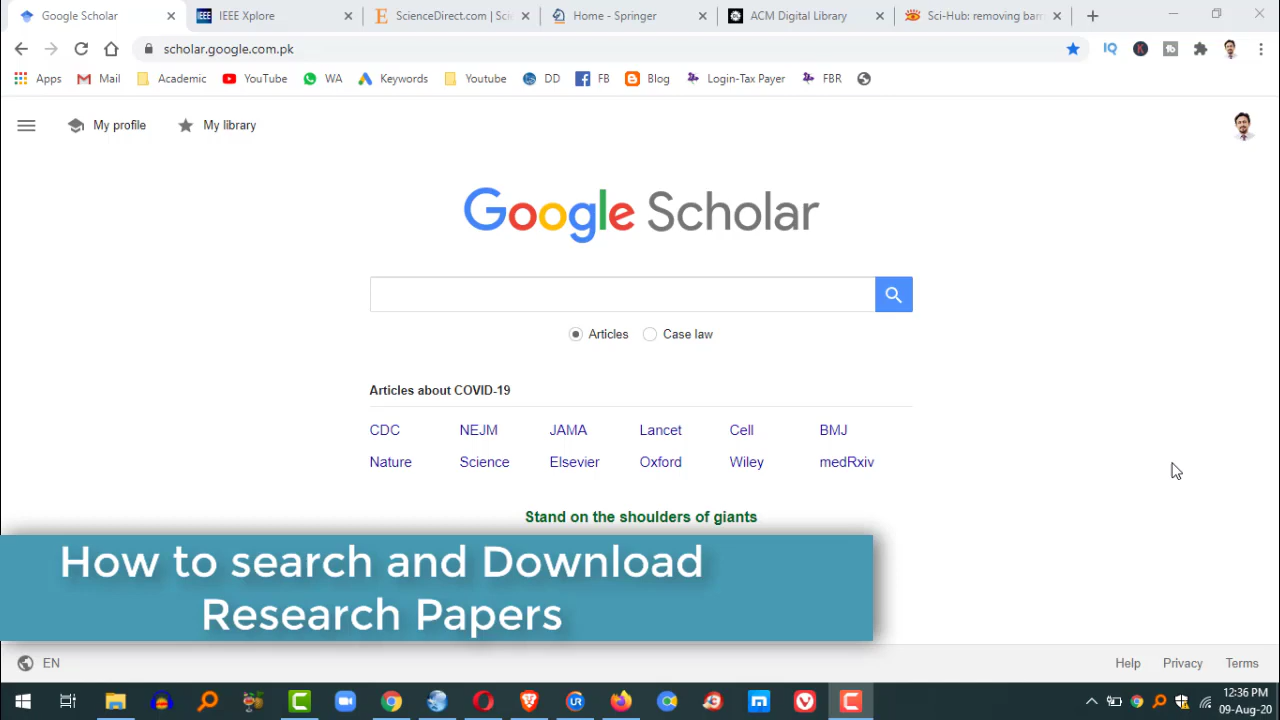 Google Scholar
IEEE Xplore
ScienceDirect.com | Sci
Home - Springer
ACM Digital Library
Sci-Hub: removing barr
scholar.google.com.pk
IQ
K
tb
Apps
Mail
Academic
YouTube
WA
Keywords
Youtube
DD
FB
Blog
Login-Tax Payer
FBR
My profile
My library
Google Scholar
Articles
Case law
Articles about COVID-19
CDC NEJM JAMA Lancet Cell BMJ
Nature Science Elsevier Oxford Wiley medRxiv
Stand on the shoulders of giants
How to search and Download
Research Papers
EN
Help Privacy Terms
12:36 PM
09-Aug-20